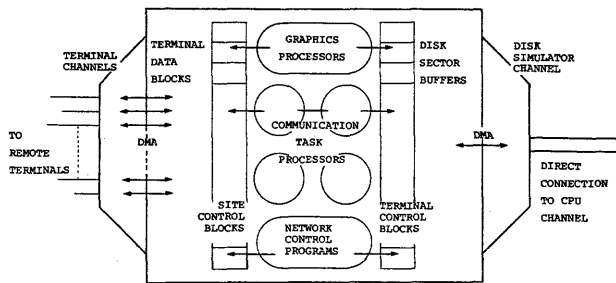 TERMINAL
CHANNELS
TERMINAL
DATA
BLOCKS
GRAPHICS
PROCESSORS
DISK
SECTOR
BUFFERS
DISK
SIMULATOR
CHANNEL
TO
REMOTE
TERMINALS
DMA
COMMUNICATION
TASK
PROCESSORS
DMA
DIRECT
CONNECTION
TO CPU
CHANNEL
SITE
CONTROL
BLOCKS
TERMINAL
CONTROL
BLOCKS
NETWORK
CONTROL
PROGRAMS